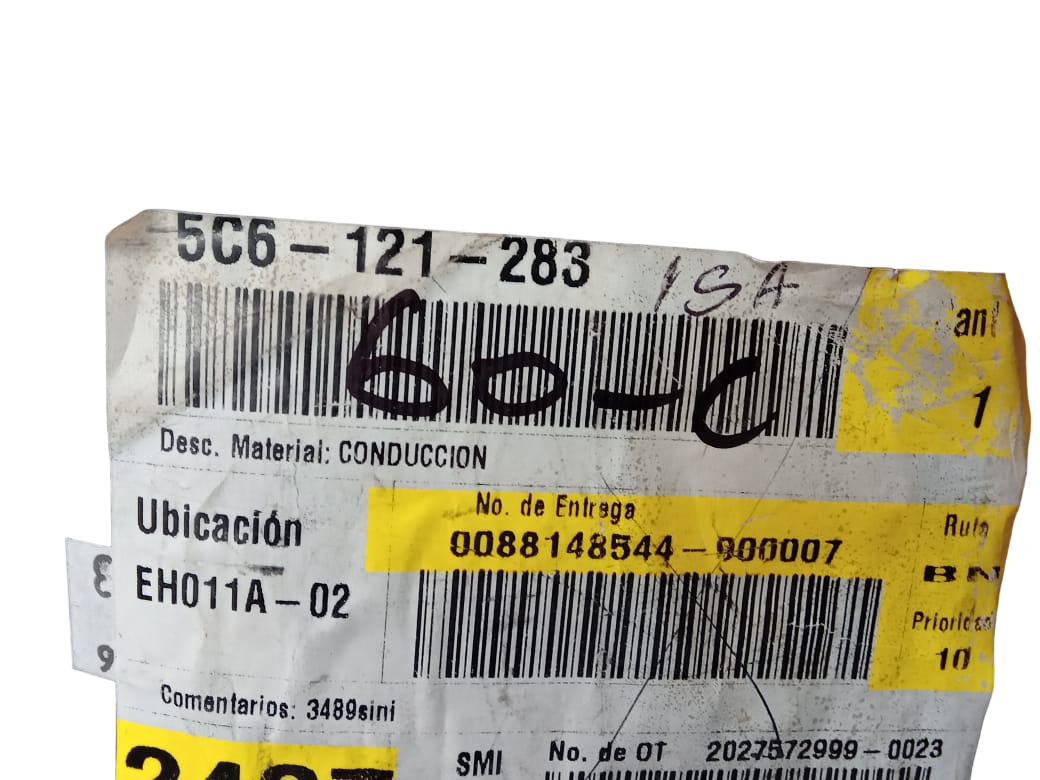 5C6-121-283
ISA
ant
60-C
1
Desc. Material: CONDUCCION
Ubicación
No. de Entrega
Ruta
0088148544-900007
BN
EH011A-02
Prioridad
10
Comentarios: 3489sini
SMI
No. de OT 2027572999-0023